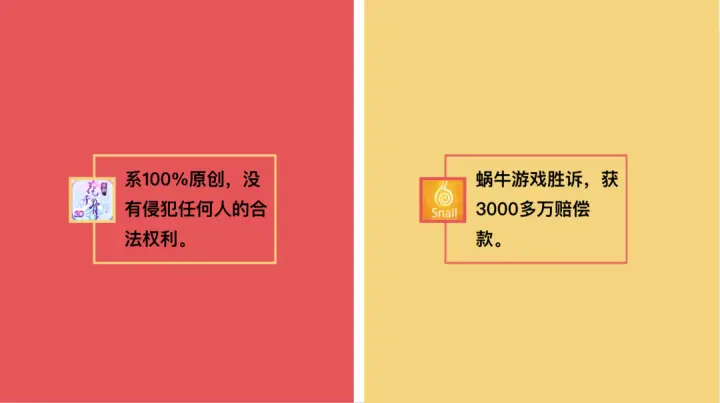 系100%原创，没
有侵犯任何人的合
法权利。
花千骨
3D
蜗牛游戏胜诉，获
3000多万赔偿
款。
Snail